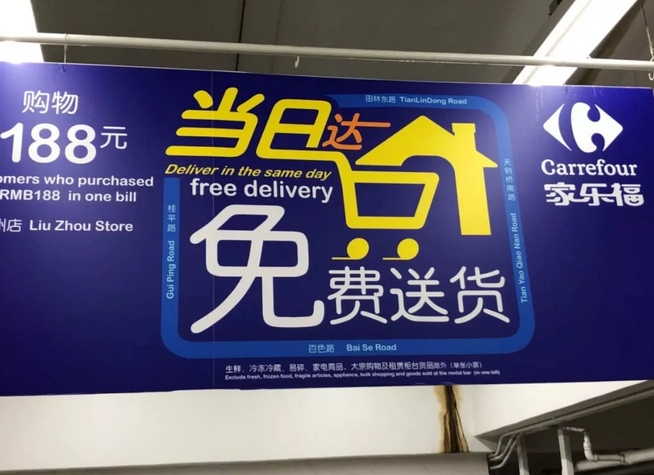 购物
188元
omers who purchased
RMB188 in one bill
州店 Liu Zhou Store
田林东路 TianLinDong Road
当日达
Deliver in the same day
free delivery
免费送货
桂平路 Gui Ping Road
天钥桥南路 Tian Yao Qiao Nan Road
百色路 Bai Se Road
生鲜、冷冻冷藏、易碎、家电商品，大宗购物及租赁柜台货品除外（单张小票）
Exclude fresh, frozen food, fragile articles, appliance, bulk shopping and goods sold at the rental bar (in one bill)
Carrefour
家乐福